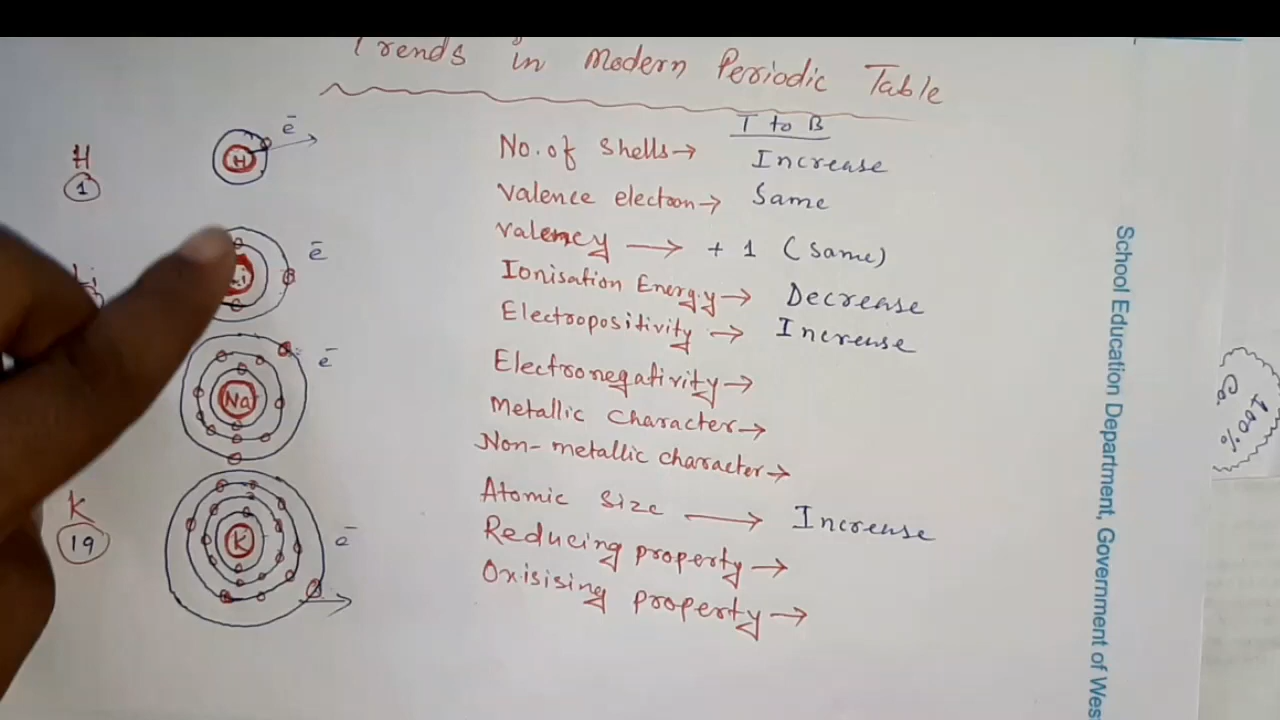 Trends in Modern Periodic Table
T to B
H
1
H
e̅
No. of Shells → Increase
Valence electoon → Same
valency → + 1 (Same)
e̅
Ionisation Energy → Decrease
Electropositivity → Increase
Na
e̅
Electronegativity →
Metallic Character →
Non-metallic character →
K
19
K
e̅
Atomic Size → Increase
Reducing property →
Oxisising property →
School Education Department, Government of Wes
100%